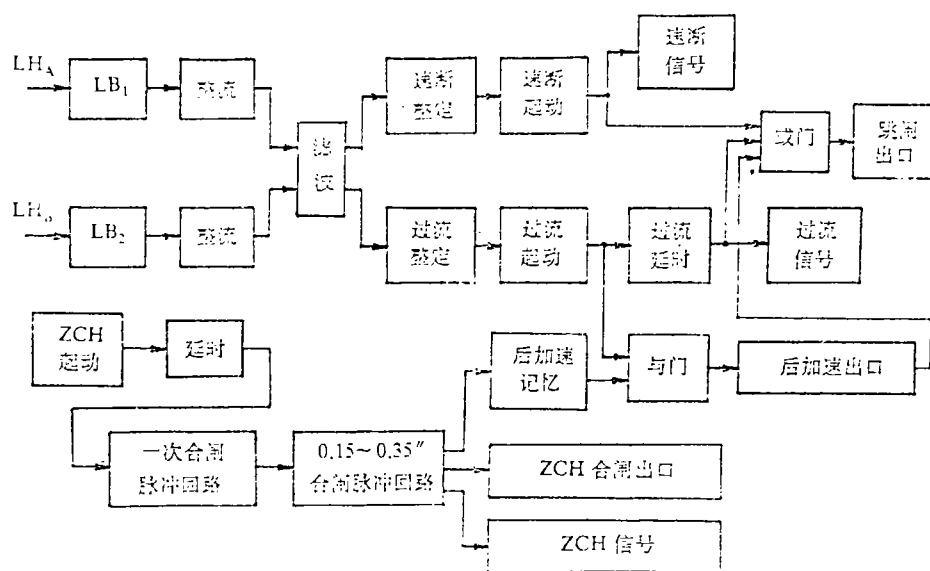 LH_A
LB₁
整流
LH
LB₂
整流
滤
波
速断
整定
速断
起动
速断
信号
或门
跳闸
出口
过流
整定
过流
起动
过流
延时
过流
信号
ZCH
起动
延时
后加速
记忆
与门
后加速出口
一次合闸
脉冲回路
0.15~0.35″
合闸脉冲回路
ZCH 合闸出口
ZCH 信号